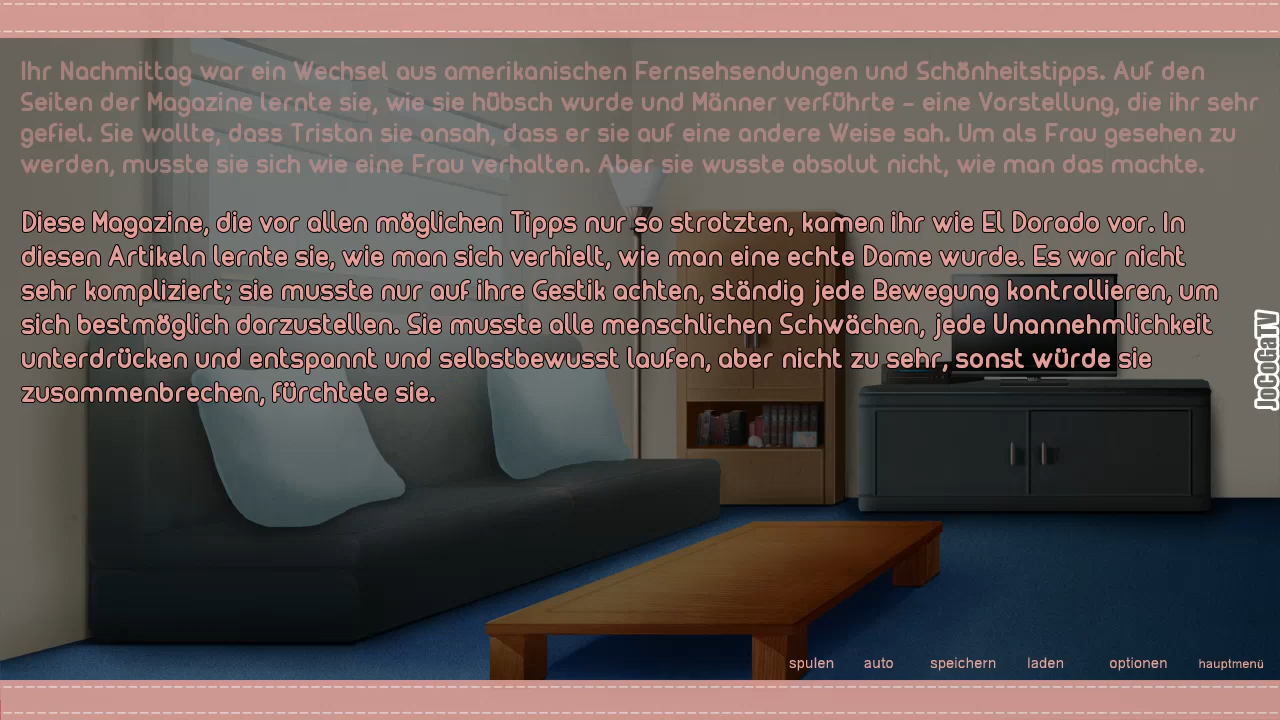 Ihr Nachmittag war ein Wechsel aus amerikanischen Fernsehsendungen und Schönheitstipps. Auf den
Seiten der Magazine lernte sie, wie sie hübsch wurde und Männer verführte – eine Vorstellung, die ihr sehr
gefiel. Sie wollte, dass Tristan sie ansah, dass er sie auf eine andere Weise sah. Um als Frau gesehen zu
werden, musste sie sich wie eine Frau verhalten. Aber sie wusste absolut nicht, wie man das machte.
Diese Magazine, die vor allen möglichen Tipps nur so strotzten, kamen ihr wie El Dorado vor. In
diesen Artikeln lernte sie, wie man sich verhielt, wie man eine echte Dame wurde. Es war nicht
sehr kompliziert; sie musste nur auf ihre Gestik achten, ständig jede Bewegung kontrollieren, um
sich bestmöglich darzustellen. Sie musste alle menschlichen Schwächen, jede Unannehmlichkeit
unterdrücken und entspannt und selbstbewusst laufen, aber nicht zu sehr, sonst würde sie
zusammenbrechen, fürchtete sie.
JoCoGaTV
spulen auto speichern laden optionen hauptmenü